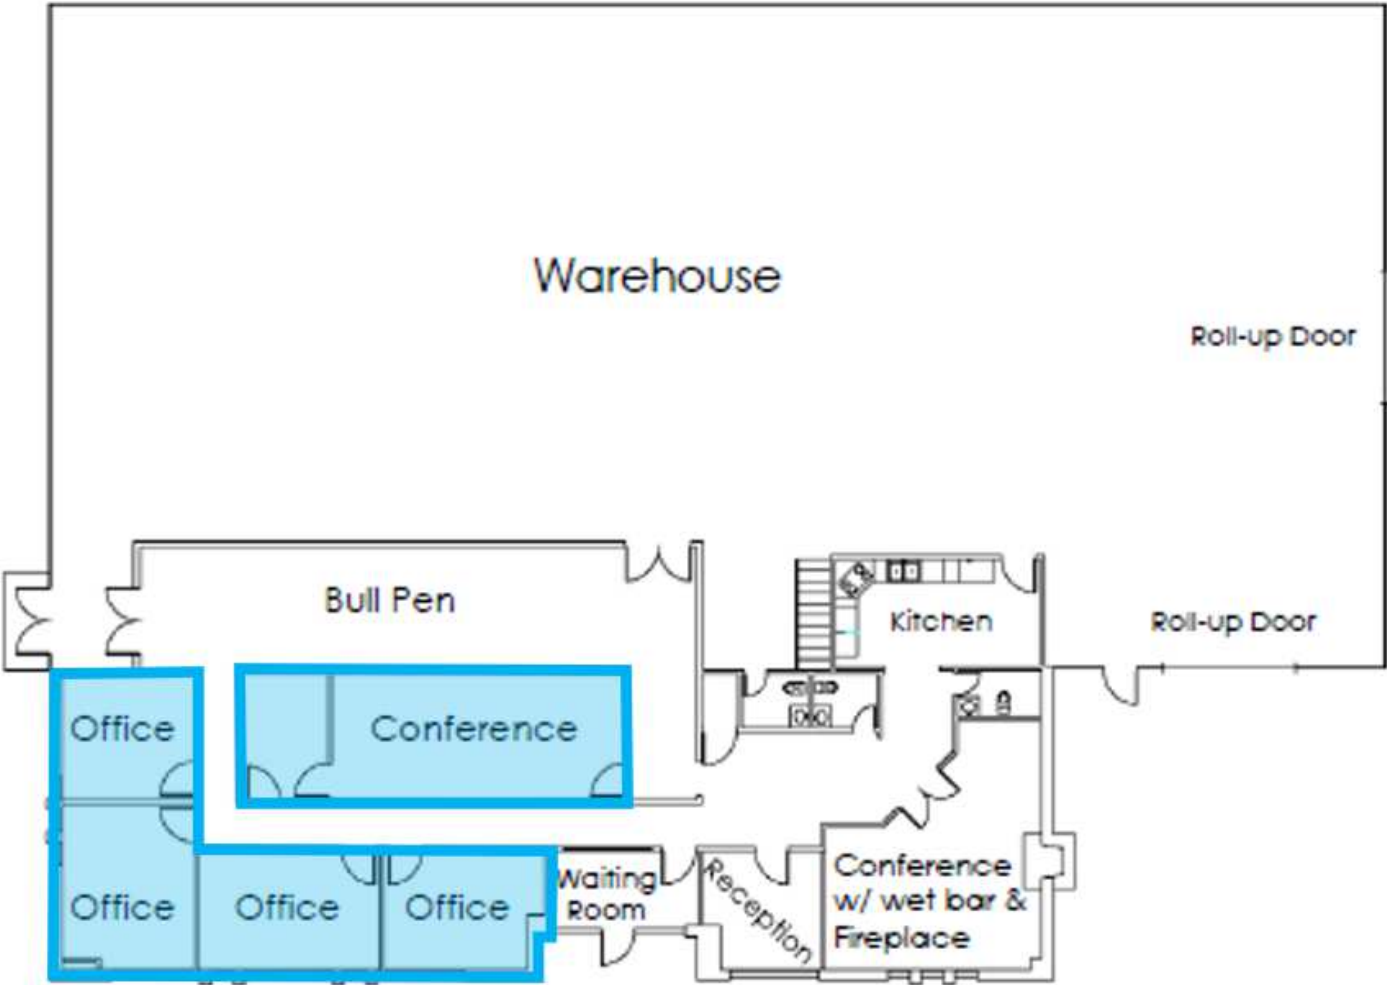 Warehouse
Roll-up Door
Bull Pen
Kitchen
Roll-up Door
Office
Conference
Office
Office
Office
Waiting
Room
Reception
Conference
w/ wet bar &
Fireplace